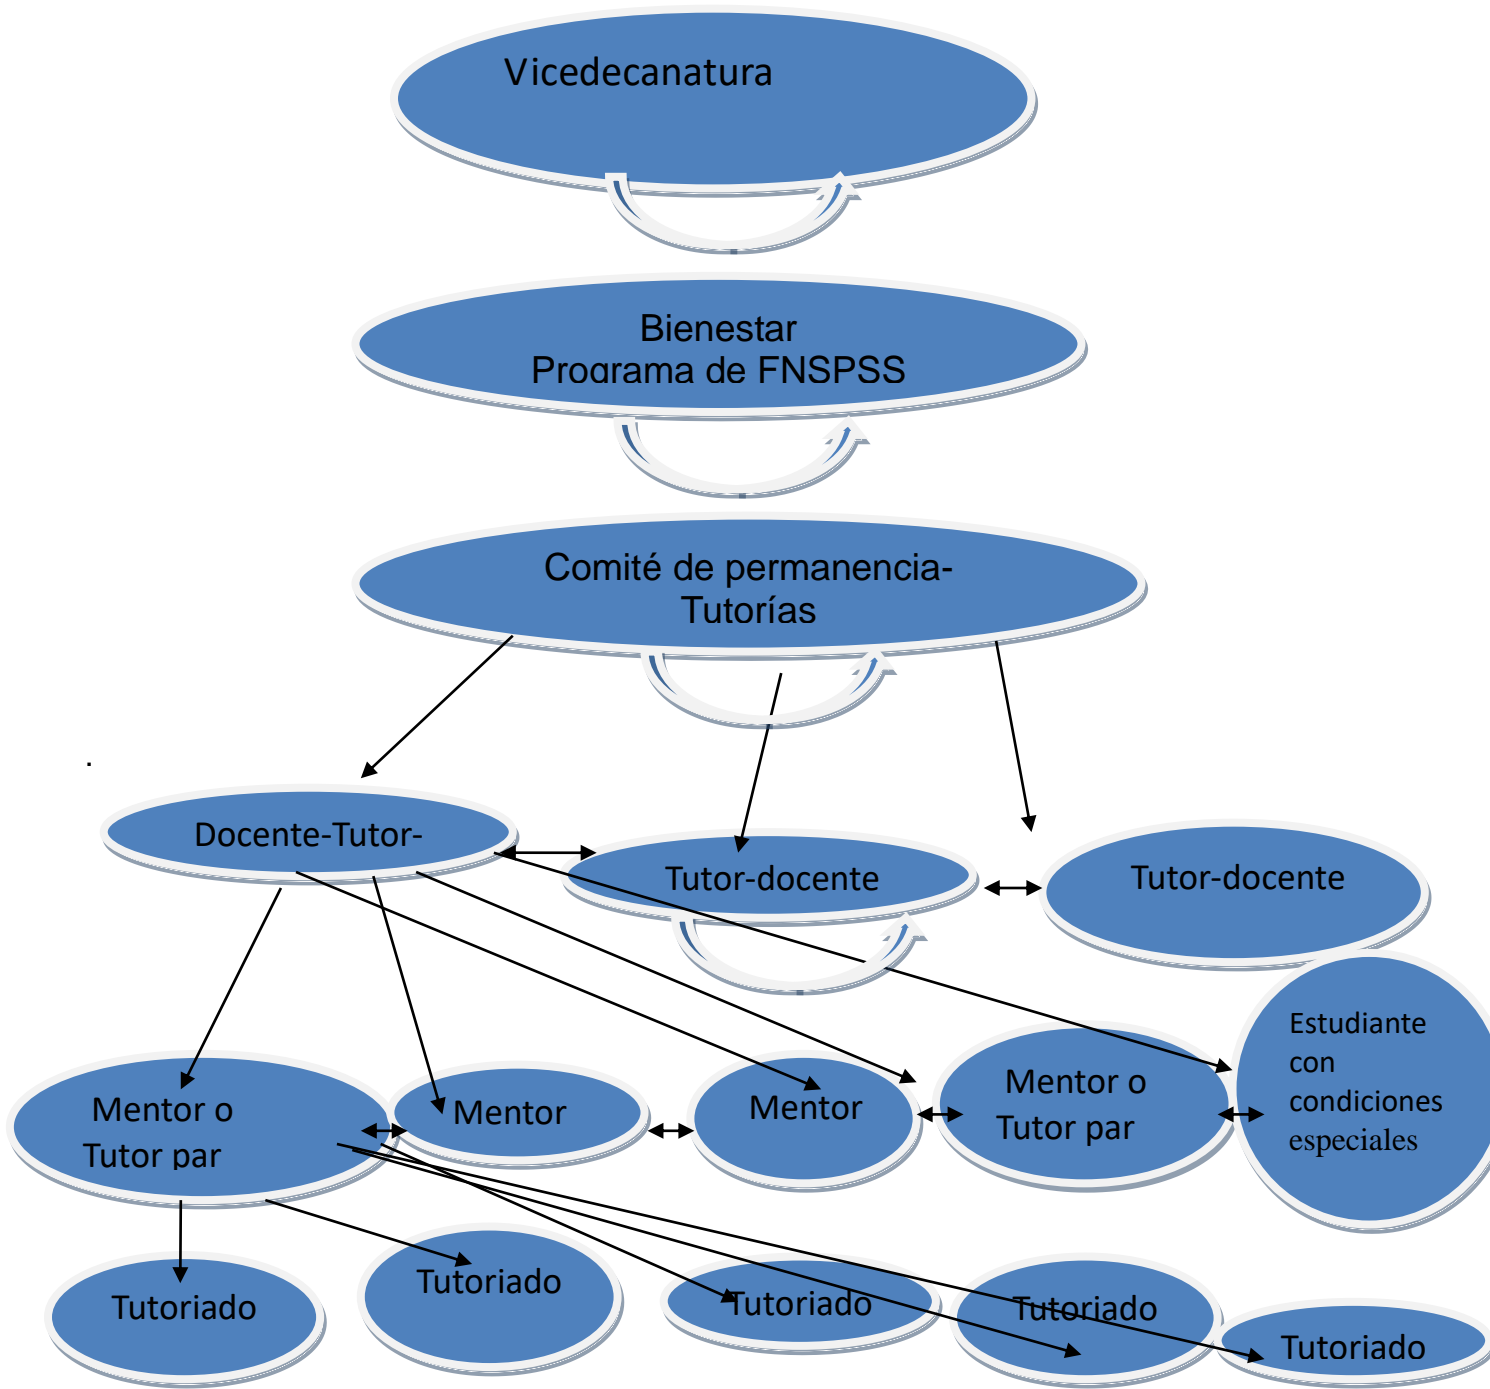 Vicedecanatura
Bienestar
Programa de FNSPSS
Comité de permanencia-
Tutorías
.
Docente-Tutor-
Tutor-docente
Tutor-docente
Mentor o
Tutor par
Mentor
Mentor
Mentor o
Tutor par
Estudiante
con
condiciones
especiales
Tutoriado
Tutoriado
Tutoriado
Tutoriado
Tutoriado